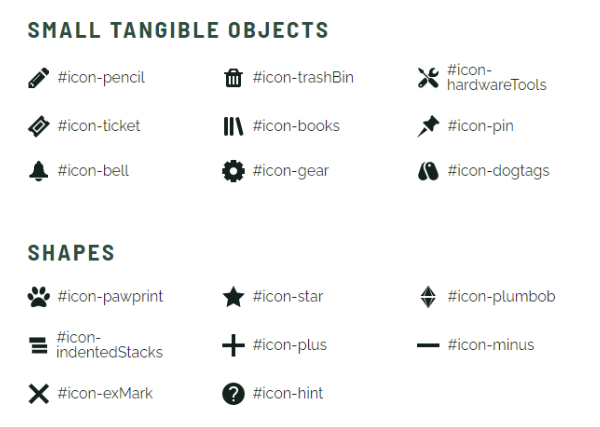 SMALL TANGIBLE OBJECTS
#icon-pencil
#icon-trashBin
#icon-
hardwareTools
#icon-ticket
#icon-books
#icon-pin
#icon-bell
#icon-gear
#icon-dogtags
SHAPES
#icon-pawprint
#icon-star
#icon-plumbob
#icon-
indentedStacks
#icon-plus
#icon-minus
#icon-exMark
#icon-hint